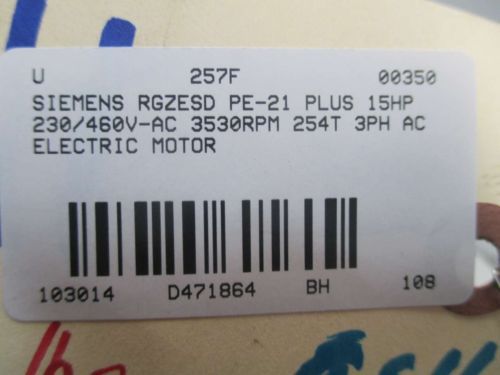 U 257F 00350
SIEMENS RGZESD PE-21 PLUS 15HP
230/460V-AC 3530RPM 254T 3PH AC
ELECTRIC MOTOR
103014 D471864 BH 108